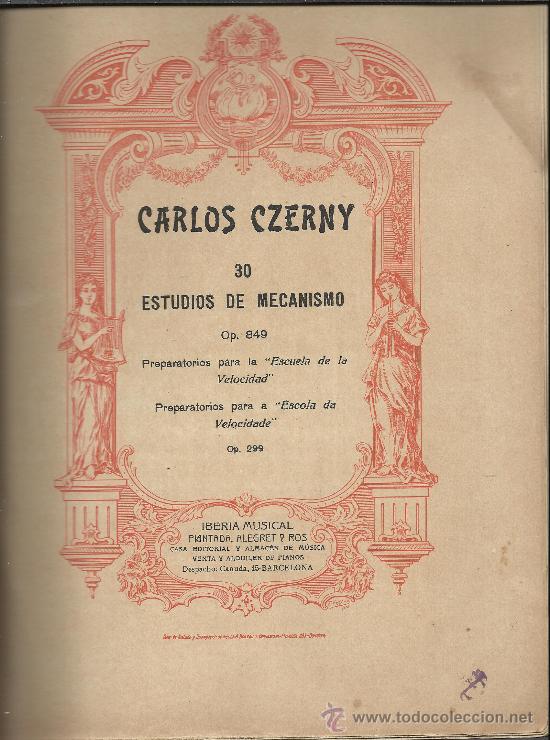 CARLOS CZERNY
30
ESTUDIOS DE MECANISMO
Op. 849
Preparatorios para la "Escuela de la
Velocidad"
Preparatorios para a "Escola da
Velocidade"
Op. 299
IBERIA MUSICAL
PLANTADA, ALEGRET Y ROS
CASA EDITORIAL Y ALMACÉN DE MÚSICA
VENTA Y ALQUILER DE PIANOS
Despacho: Canuda, 45-BARCELONA
www.todocoleccion.net